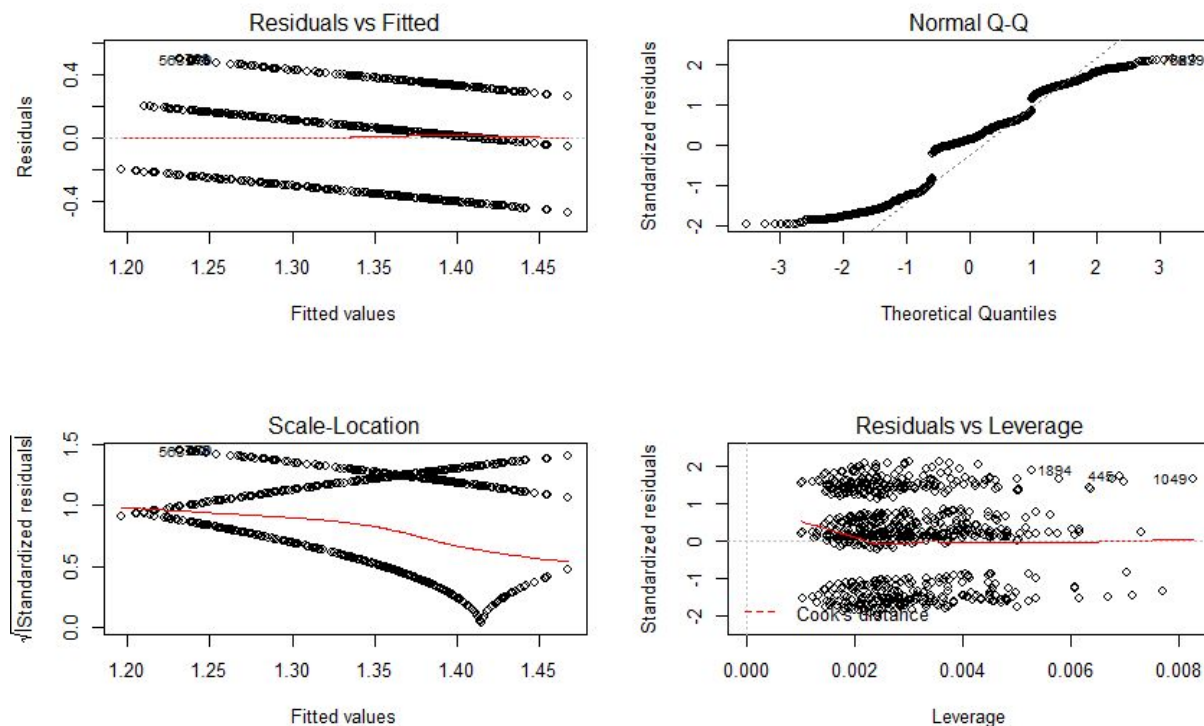 Residuals vs Fitted
Residuals
0.4
0.0
-0.4
1.20 1.25 1.30 1.35 1.40 1.45
Fitted values
Normal Q-Q
Standardized residuals
2
1
0
-1
-2
-3 -2 -1 0 1 2 3
Theoretical Quantiles
Scale-Location
√|Standardized residuals|
1.5
1.0
0.5
0.0
1.20 1.25 1.30 1.35 1.40 1.45
Fitted values
Residuals vs Leverage
Standardized residuals
2
1
0
-1
-2
1894
445
1049
Cook's distance
0.000 0.002 0.004 0.006 0.008
Leverage